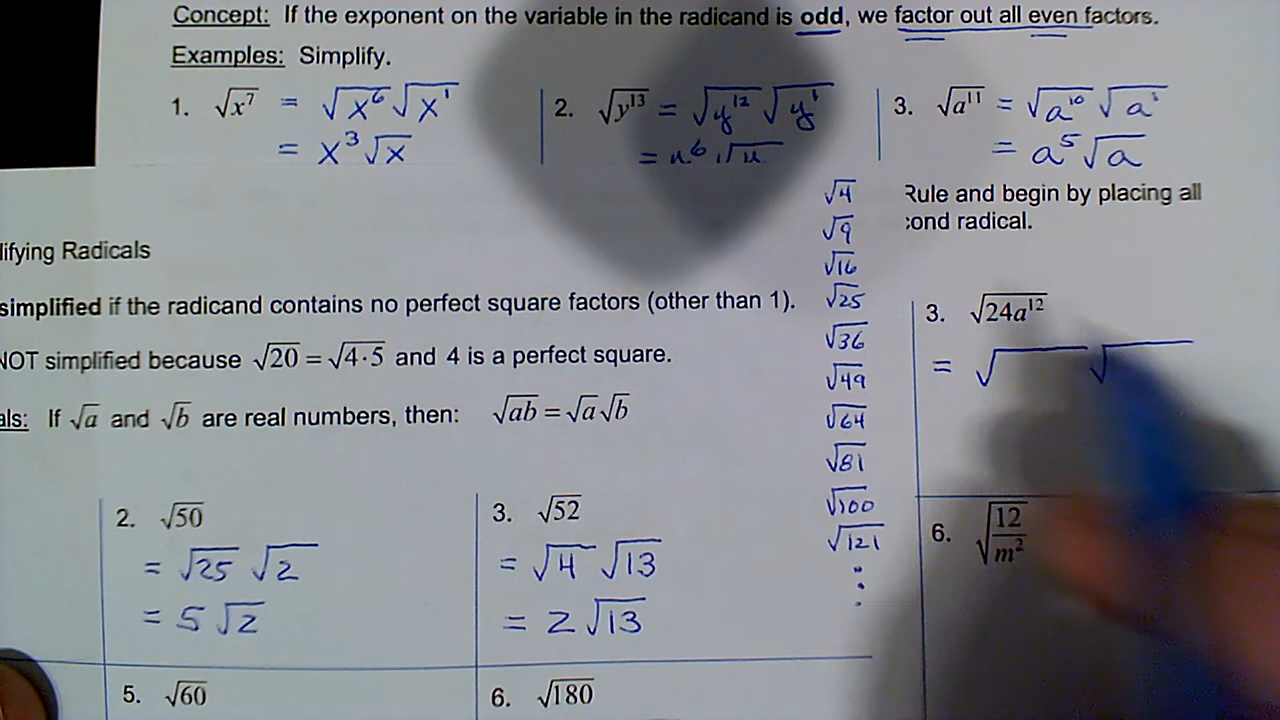 Concept: If the exponent on the variable in the radicand is odd, we factor out all even factors.
Examples: Simplify.
1. √x⁷ = √x⁶ √x¹
= x³√x
2. √y¹³ = √y¹² √y¹
3. √a¹¹ = √a¹⁰ √a¹
= a⁵√a
Rule and begin by placing all
cond radical.
lifying Radicals
simplified if the radicand contains no perfect square factors (other than 1).
NOT simplified because √20 = √4·5 and 4 is a perfect square.
als: If √a and √b are real numbers, then: √ab = √a√b
√4
√9
√16
√25
√36
√49
√64
√81
√100
√121
3. √24a¹²
= √ √
2. √50
= √25 √2
= 5√2
3. √52
= √4 √13
= 2√13
6. √12/m²
5. √60
6. √180